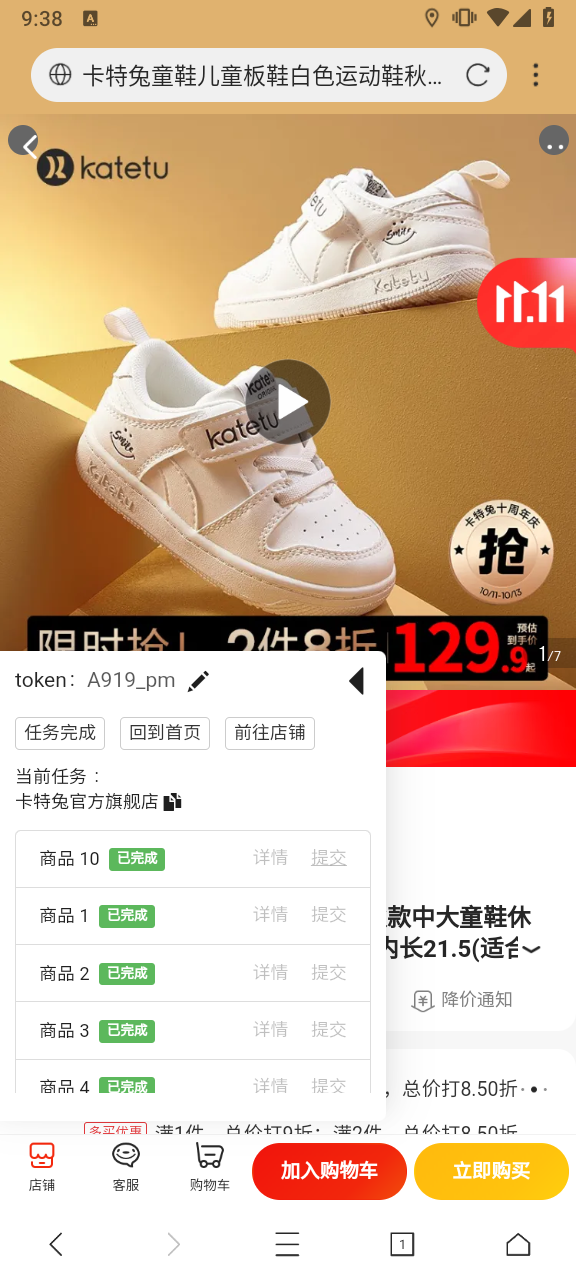 9:38
A
卡特兔童鞋儿童板鞋白色运动鞋秋...
katetu
katetu
Smile
Katetu
11.11
katetu
ORIGINAL
katetu
Smile
Katetu
卡特兔十周年庆
抢
10/11-10/13
限时抢! 2件8折
129.9
预估
到手价
起
1/7
token： A919_pm
任务完成
回到首页
前往店铺
当前任务：
卡特兔官方旗舰店
商品 10 已完成 详情 提交
商品 1 已完成 详情 提交
商品 2 已完成 详情 提交
商品 3 已完成 详情 提交
商品 4 已完成 详情 提交
款中大童鞋休
内长21.5(适合
降价通知
，总价打8.50折
多买优惠 满1件，总价打9折；满2件，总价打8.50折
店铺
客服
购物车
加入购物车
立即购买
1